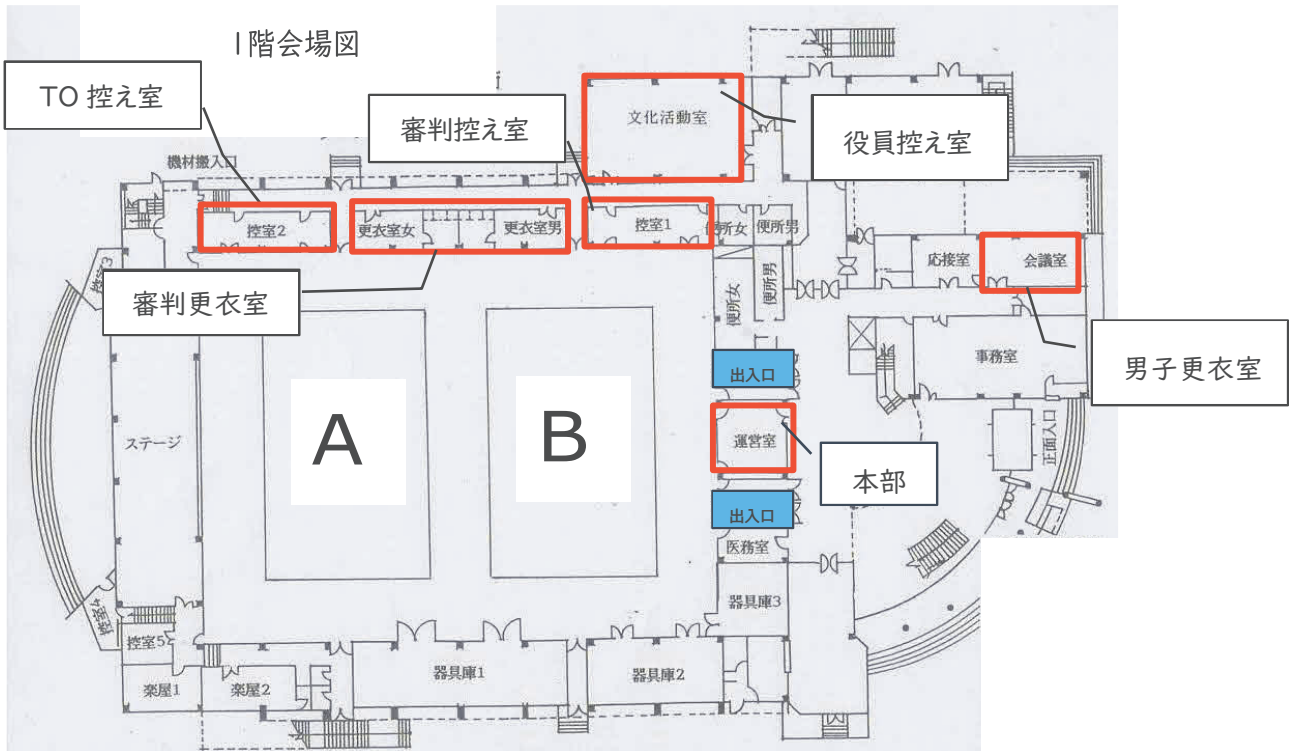 1階会場図
TO 控え室
審判控え室
文化活動室
役員控え室
機材搬入口
控室2
更衣室女
更衣室男
控室1
便所女
便所男
控室3
審判更衣室
便所女
便所男
応接室
会議室
事務室
男子更衣室
出入口
ステージ
A
B
運営室
本部
正面入口
出入口
医務室
器具庫3
控室4
控室5
器具庫1
器具庫2
楽屋1
楽屋2